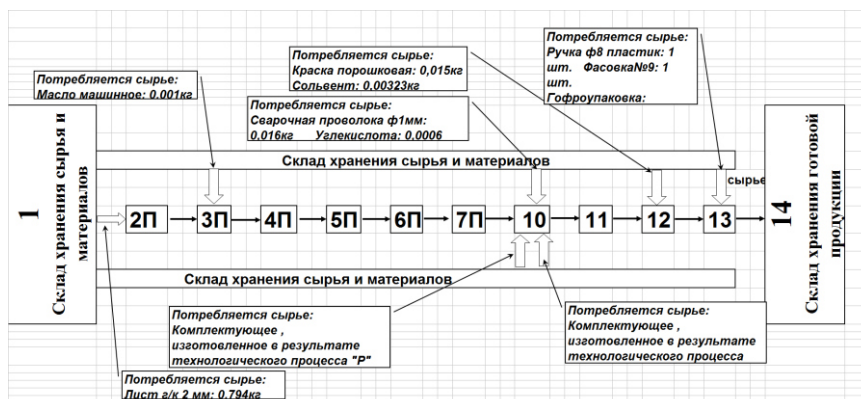 Потребляется сырье:
Ручка ф8 пластик: 1
шт. Фасовка№9: 1
шт.
Гофроупаковка:
Потребляется сырье:
Краска порошковая: 0,015кг
Сольвент: 0.00323кг
Потребляется сырье:
Масло машинное: 0.001кг
Потребляется сырье:
Сварочная проволока ф1мм:
0.016кг Углекислота: 0.0006
1
Склад хранения сырья и
материалов
Склад хранения сырья и материалов
сырье
2П
3П
4П
5П
6П
7П
10
11
12
13
14
Склад хранения готовой
продукции
Склад хранения сырья и материалов
Потребляется сырье:
Комплектующее ,
изготовленное в результате
технологического процесса "Р"
Потребляется сырье:
Комплектующее ,
изготовленное в результате
технологического процесса
Потребляется сырье:
Лист г/к 2 мм: 0.794кг